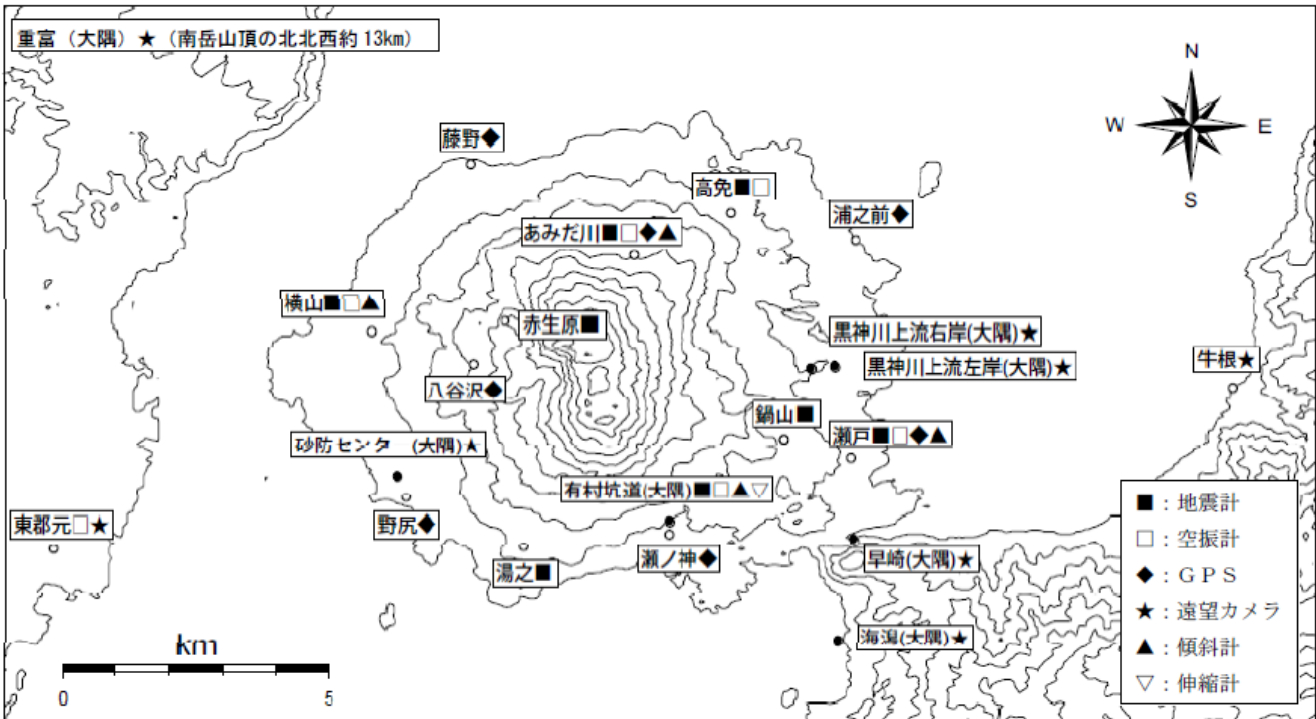 重富（大隅）★（南岳山頂の北北西約13km）
N
W E
S
藤野◆
高免■□
浦之前◆
あみだ川■□◆▲
横山■□▲
赤生原■
黒神川上流右岸(大隅)★
黒神川上流左岸(大隅)★
牛根★
八谷沢◆
鍋山■
瀬戸■□◆▲
砂防センタ (大隅)★
有村坑道(大隅)■□▲▽
東郡元□★
野尻◆
瀬ノ神◆
早崎(大隅)★
湯之■
海潟(大隅)★
km
0 5
■：地震計
□：空振計
◆：ＧＰＳ
★：遠望カメラ
▲：傾斜計
▽：伸縮計